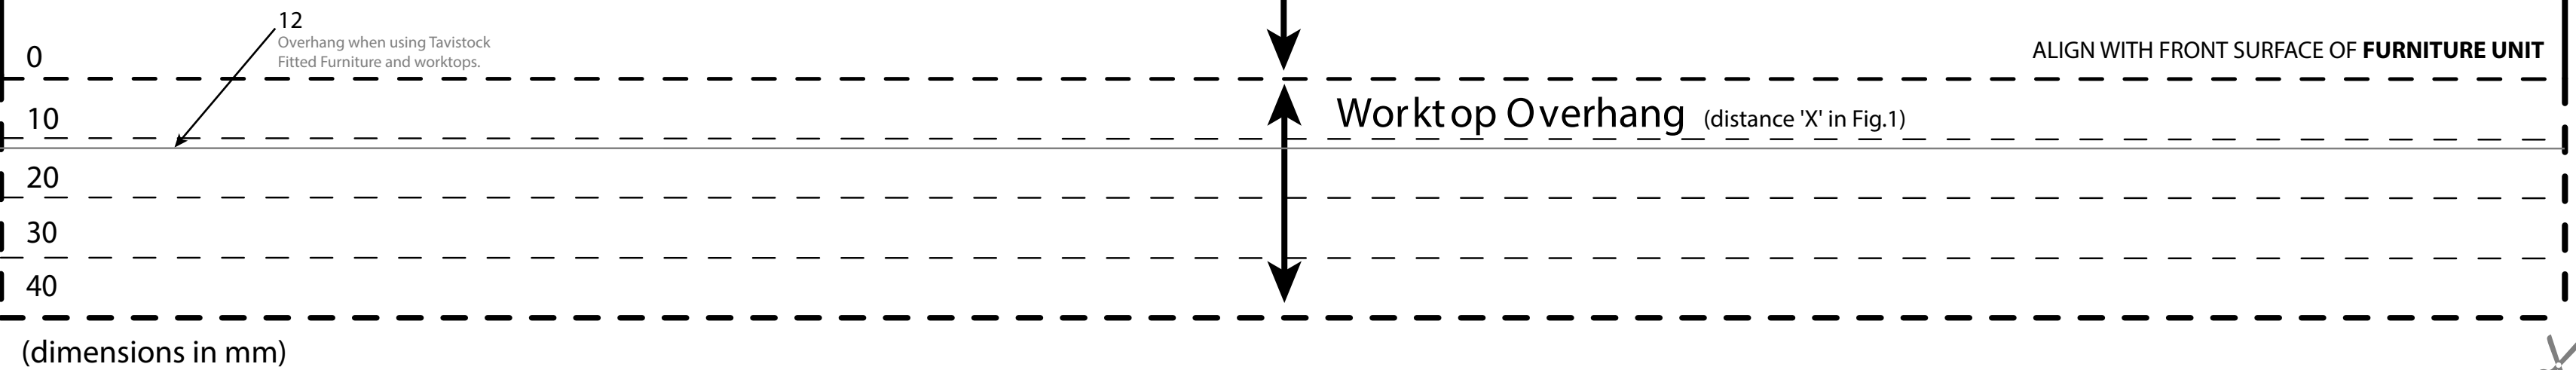 12
Overhang when using Tavistock
Fitted Furniture and worktops.
0
ALIGN WITH FRONT SURFACE OF FURNITURE UNIT
10
Worktop Overhang (distance 'X' in Fig.1)
20
30
40
(dimensions in mm)